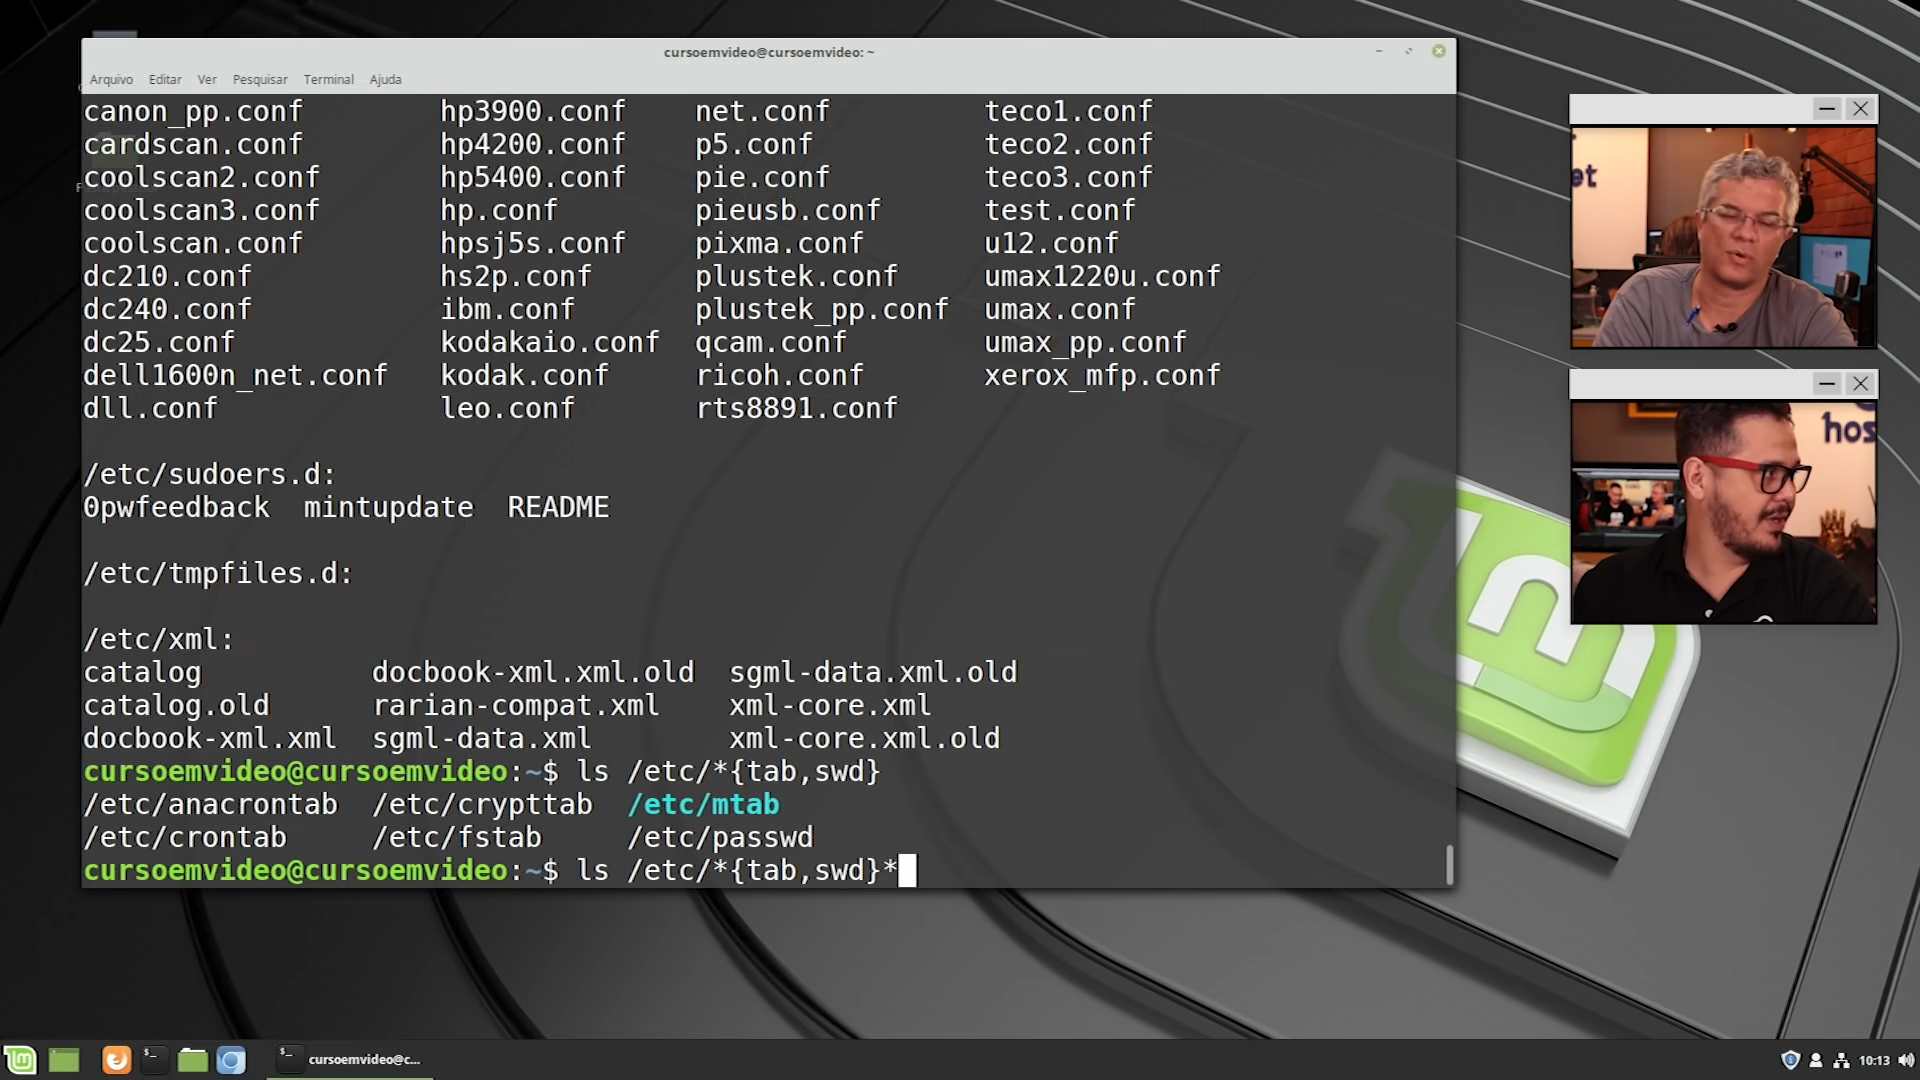 cursoemvideo@cursoemvideo: ~
Arquivo Editar Ver Pesquisar Terminal Ajuda
canon_pp.conf hp3900.conf net.conf teco1.conf
cardscan.conf hp4200.conf p5.conf teco2.conf
coolscan2.conf hp5400.conf pie.conf teco3.conf
coolscan3.conf hp.conf pieusb.conf test.conf
coolscan.conf hpsj5s.conf pixma.conf u12.conf
dc210.conf hs2p.conf plustek.conf umax1220u.conf
dc240.conf ibm.conf plustek_pp.conf umax.conf
dc25.conf kodakaio.conf qcam.conf umax_pp.conf
dell1600n_net.conf kodak.conf ricoh.conf xerox_mfp.conf
dll.conf leo.conf rts8891.conf
/etc/sudoers.d:
0pwfeedback mintupdate README
/etc/tmpfiles.d:
/etc/xml:
catalog docbook-xml.xml.old sgml-data.xml.old
catalog.old rarian-compat.xml xml-core.xml
docbook-xml.xml sgml-data.xml xml-core.xml.old
cursoemvideo@cursoemvideo:~$ ls /etc/*{tab,swd}
/etc/anacrontab /etc/crypttab /etc/mtab
/etc/crontab /etc/fstab /etc/passwd
cursoemvideo@cursoemvideo:~$ ls /etc/*{tab,swd}*
et
hos
cursoemvideo@c...
10:13